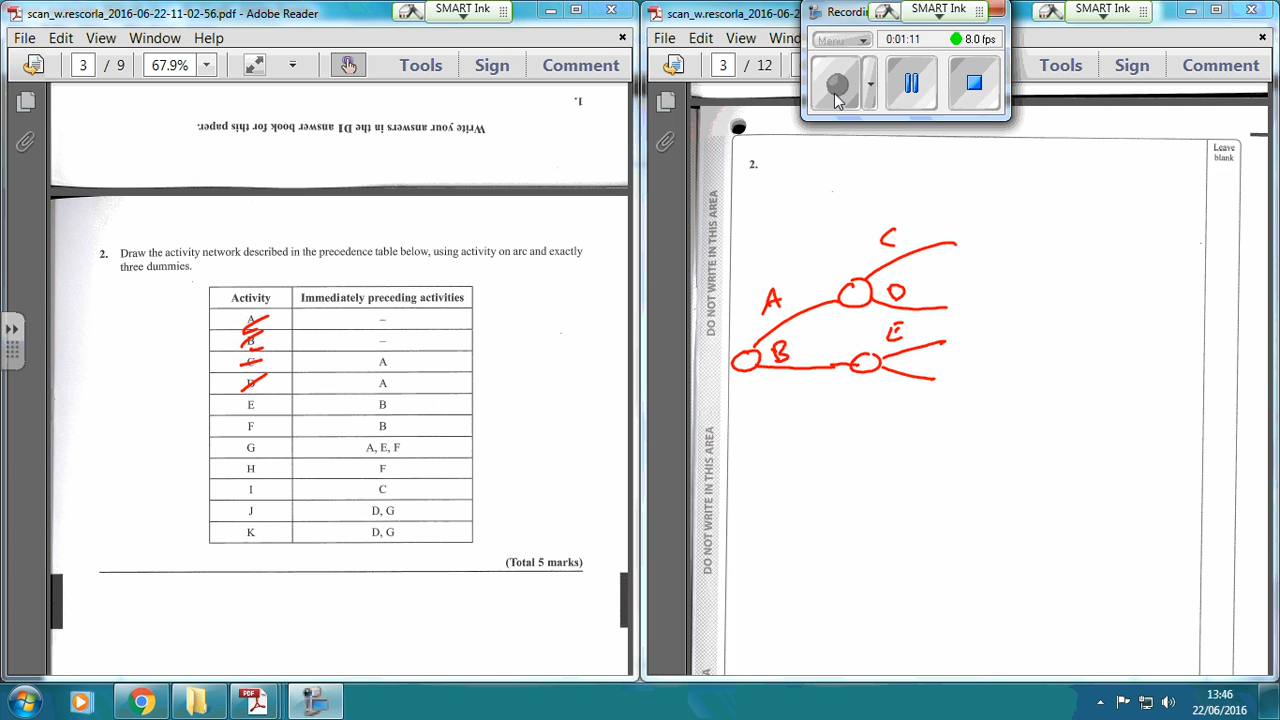 scan_w.rescorla_2016-06-22-11-02-56.pdf - Adobe Reader
SMART Ink
File Edit View Window Help
3 / 9 67.9% Tools Sign Comment
1.
Write your answers in the D1 answer book for this paper.
2. Draw the activity network described in the precedence table below, using activity on arc and exactly
three dummies.
Activity Immediately preceding activities
A –
B –
C A
D A
E B
F B
G A, E, F
H F
I C
J D, G
K D, G
(Total 5 marks)
scan_w.rescorla_2016-06-2
Recordin
SMART Ink
SMART Ink
Menu 0:01:11 8.0 fps
File Edit View
3 / 12 Tools Sign Comment
Leave
blank
2.
DO NOT WRITE IN THIS AREA
DO NOT WRITE IN THIS AREA
C
A D
E
B
13:46
22/06/2016